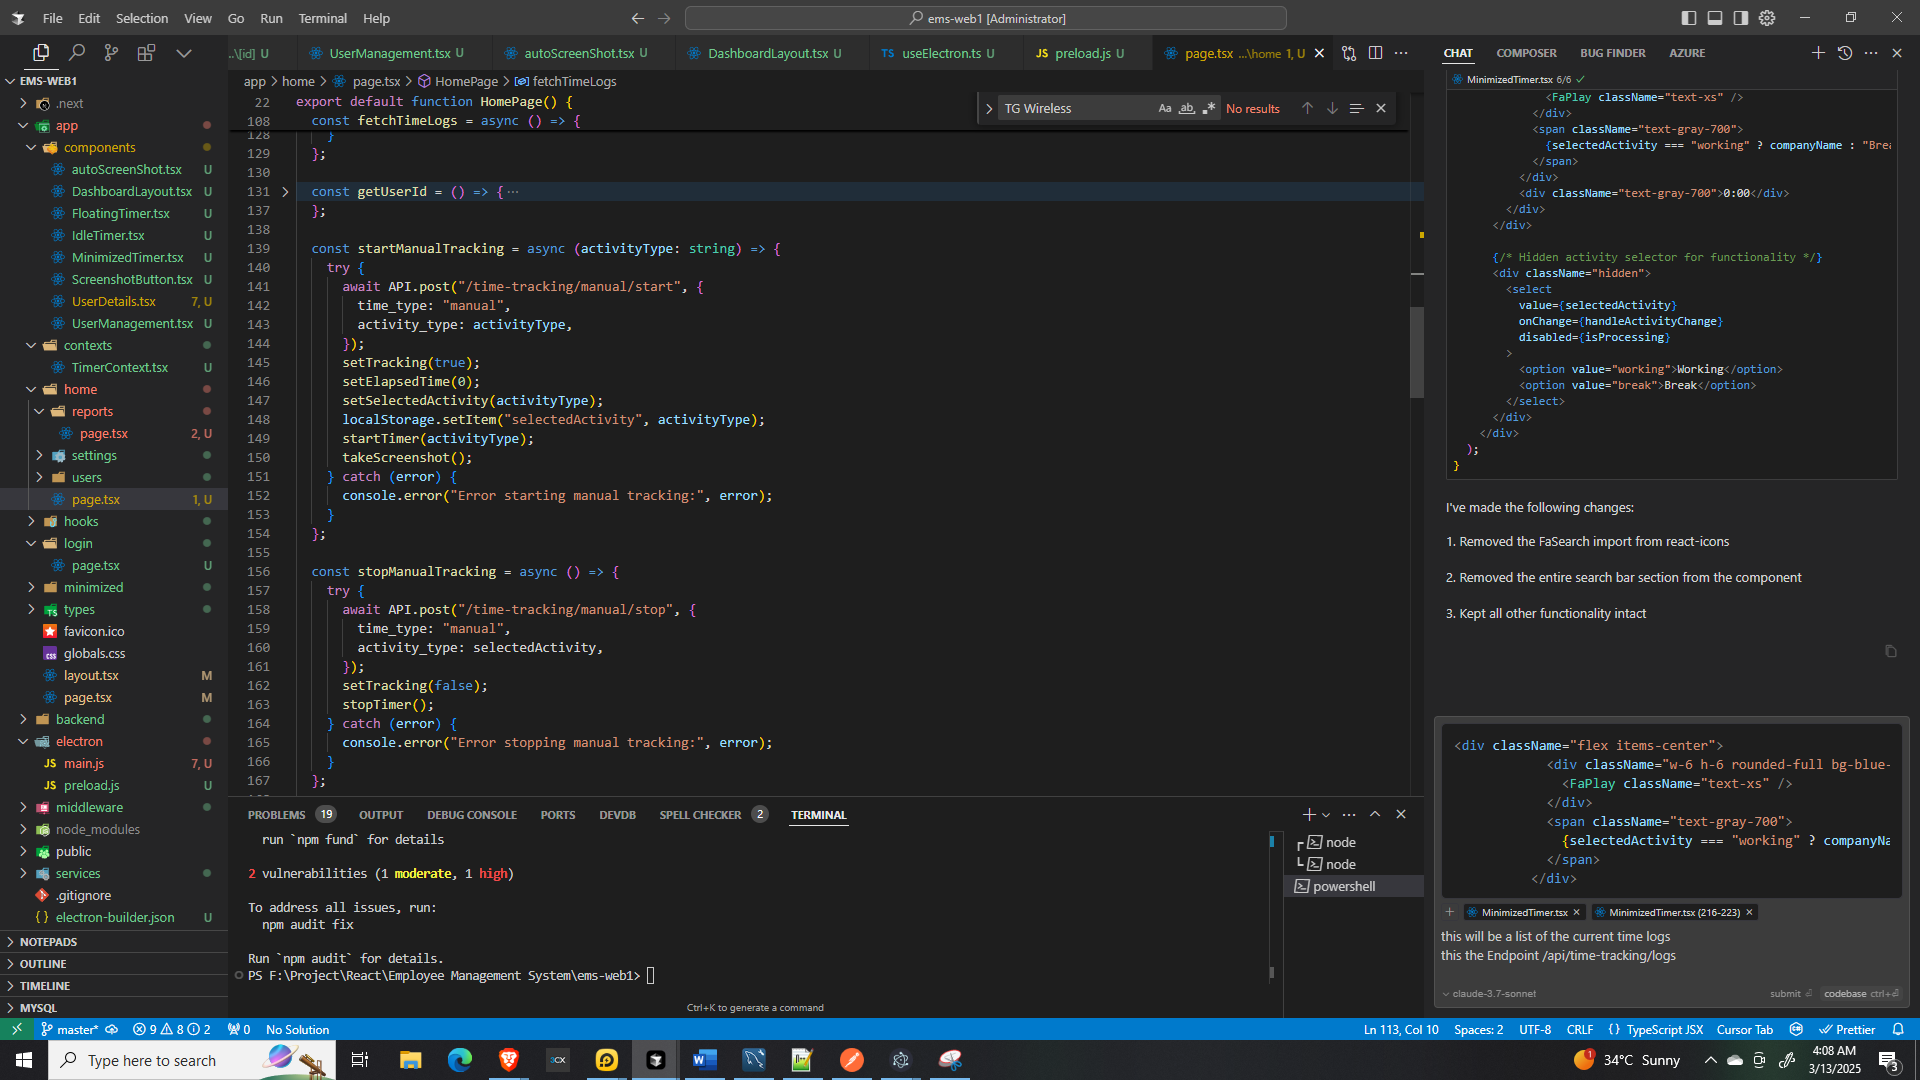 File Edit Selection View Go Run Terminal Help
ems-web1 [Administrator]
EMS-WEB1
.next
app
components
autoScreenShot.tsx U
DashboardLayout.tsx U
FloatingTimer.tsx U
IdleTimer.tsx U
MinimizedTimer.tsx U
ScreenshotButton.tsx U
UserDetails.tsx 7, U
UserManagement.tsx U
contexts
TimerContext.tsx U
home
reports
page.tsx 2, U
settings
users
page.tsx 1, U
hooks
login
page.tsx U
minimized
types
favicon.ico
globals.css
layout.tsx M
page.tsx M
backend
electron
main.js 7, U
preload.js U
middleware
node_modules
public
services
.gitignore
electron-builder.json U
NOTEPADS
OUTLINE
TIMELINE
MYSQL
..\[id] U UserManagement.tsx U autoScreenShot.tsx U DashboardLayout.tsx U useElectron.ts U preload.js U page.tsx ...\home 1, U
app > home > page.tsx > HomePage > fetchTimeLogs
TG Wireless Aa ab .* No results
22 export default function HomePage() {
108 const fetchTimeLogs = async () => {
128 }
129 };
130
131 const getUserId = () => { ...
137 };
138
139 const startManualTracking = async (activityType: string) => {
140 try {
141 await API.post("/time-tracking/manual/start", {
142 time_type: "manual",
143 activity_type: activityType,
144 });
145 setTracking(true);
146 setElapsedTime(0);
147 setSelectedActivity(activityType);
148 localStorage.setItem("selectedActivity", activityType);
149 startTimer(activityType);
150 takeScreenshot();
151 } catch (error) {
152 console.error("Error starting manual tracking:", error);
153 }
154 };
155
156 const stopManualTracking = async () => {
157 try {
158 await API.post("/time-tracking/manual/stop", {
159 time_type: "manual",
160 activity_type: selectedActivity,
161 });
162 setTracking(false);
163 stopTimer();
164 } catch (error) {
165 console.error("Error stopping manual tracking:", error);
166 }
167 };
PROBLEMS 19 OUTPUT DEBUG CONSOLE PORTS DEVDB SPELL CHECKER 2 TERMINAL
run `npm fund` for details
2 vulnerabilities (1 moderate, 1 high)
To address all issues, run:
npm audit fix
Run `npm audit` for details.
PS F:\Project\React\Employee Management System\ems-web1>
Ctrl+K to generate a command
node
node
powershell
CHAT COMPOSER BUG FINDER AZURE
MinimizedTimer.tsx 6/6
<FaPlay className="text-xs" />
</div>
<span className="text-gray-700">
{selectedActivity === "working" ? companyName : "Brea
</span>
</div>
<div className="text-gray-700">0:00</div>
</div>
</div>
{/* Hidden activity selector for functionality */}
<div className="hidden">
<select
value={selectedActivity}
onChange={handleActivityChange}
disabled={isProcessing}
>
<option value="working">Working</option>
<option value="break">Break</option>
</select>
</div>
</div>
);
}
I've made the following changes:
1. Removed the FaSearch import from react-icons
2. Removed the entire search bar section from the component
3. Kept all other functionality intact
<div className="flex items-center">
<div className="w-6 h-6 rounded-full bg-blue-
<FaPlay className="text-xs" />
</div>
<span className="text-gray-700">
{selectedActivity === "working" ? companyNa
</span>
</div>
MinimizedTimer.tsx MinimizedTimer.tsx (216-223)
this will be a list of the current time logs
this the Endpoint /api/time-tracking/logs
claude-3.7-sonnet submit codebase ctrl+
master* 9 8 2 0 No Solution
Ln 113, Col 10 Spaces: 2 UTF-8 CRLF {} TypeScript JSX Cursor Tab Prettier
Type here to search
34°C Sunny
4:08 AM
3/13/2025